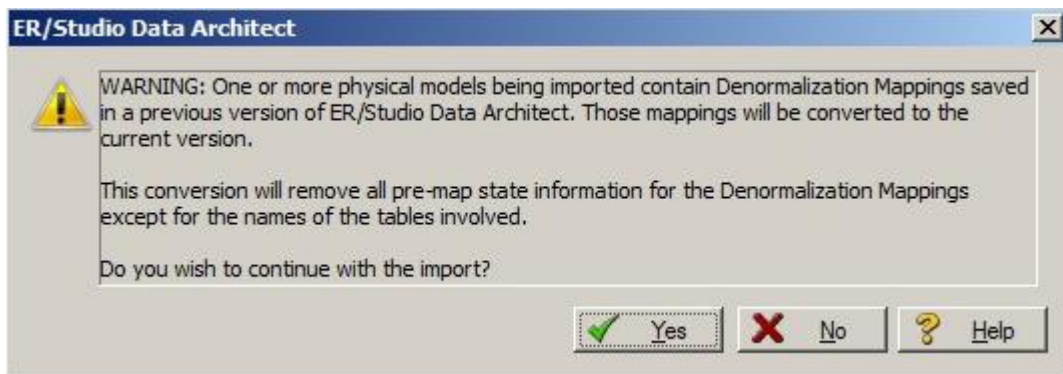 ER/Studio Data Architect
WARNING: One or more physical models being imported contain Denormalization Mappings saved
in a previous version of ER/Studio Data Architect. Those mappings will be converted to the
current version.
This conversion will remove all pre-map state information for the Denormalization Mappings
except for the names of the tables involved.
Do you wish to continue with the import?
Yes No Help